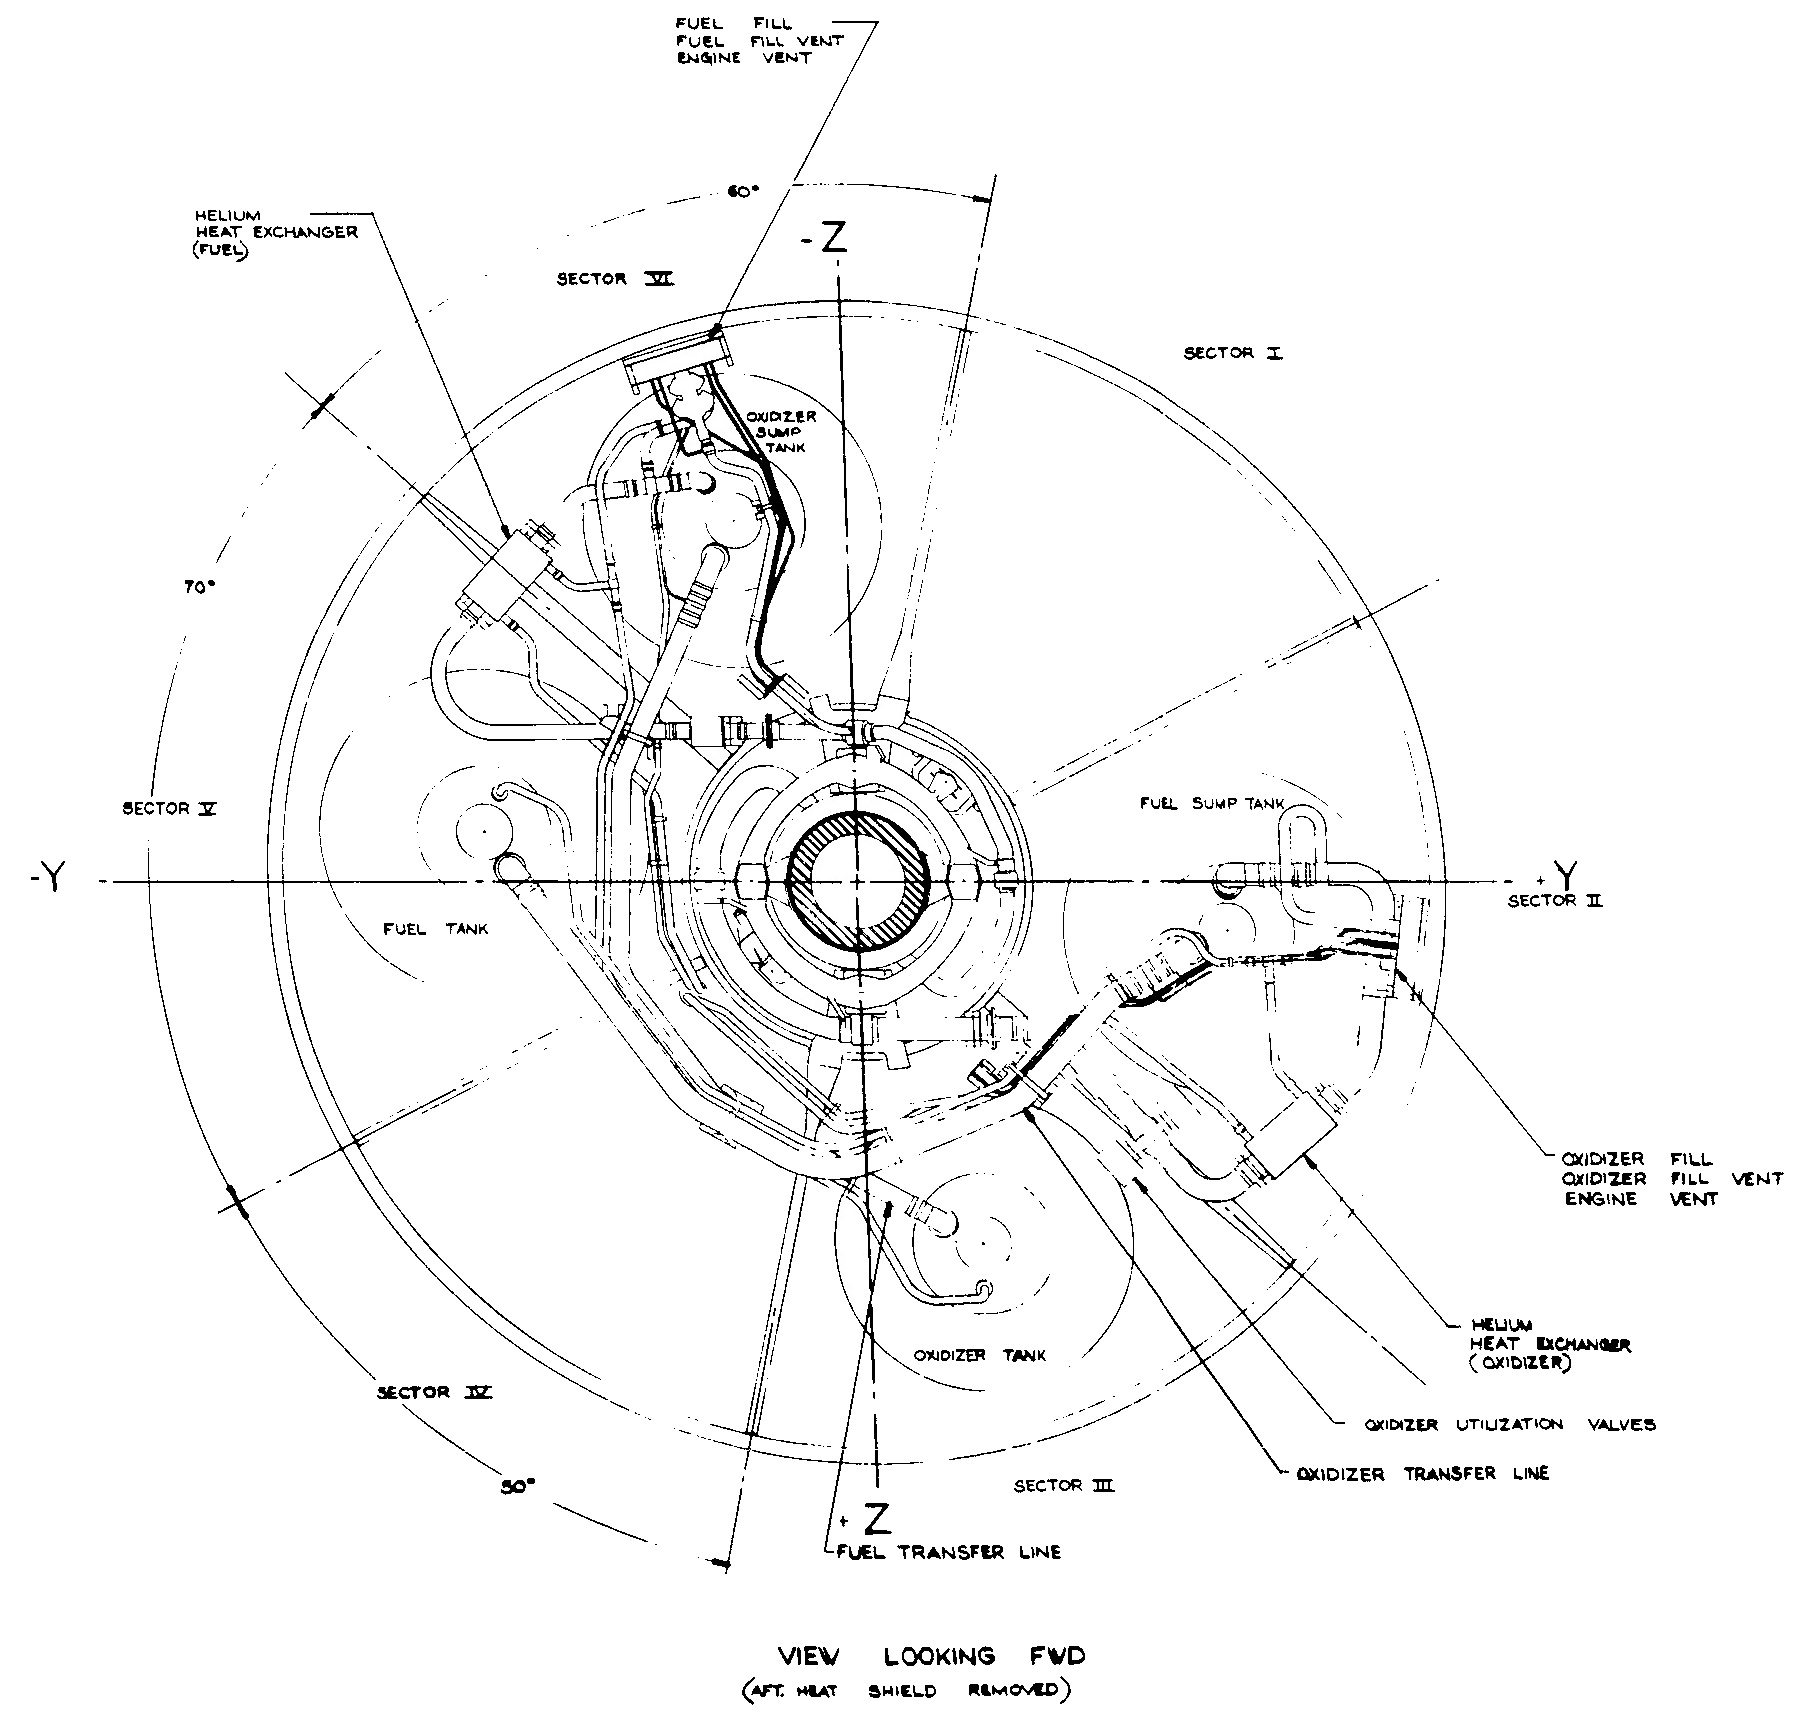 FUEL FILL
FUEL FILL VENT
ENGINE VENT
60°
HELIUM
HEAT EXCHANGER
(FUEL)
-Z
SECTOR VI
SECTOR I
OXIDIZER
SUMP
TANK
70°
SECTOR V
FUEL SUMP TANK
-Y
+Y
SECTOR II
FUEL TANK
OXIDIZER FILL
OXIDIZER FILL VENT
ENGINE VENT
HELIUM
HEAT EXCHANGER
(OXIDIZER)
OXIDIZER TANK
SECTOR IV
OXIDIZER UTILIZATION VALVES
OXIDIZER TRANSFER LINE
50°
SECTOR III
+Z
FUEL TRANSFER LINE
VIEW LOOKING FWD
(AFT. HEAT SHIELD REMOVED)